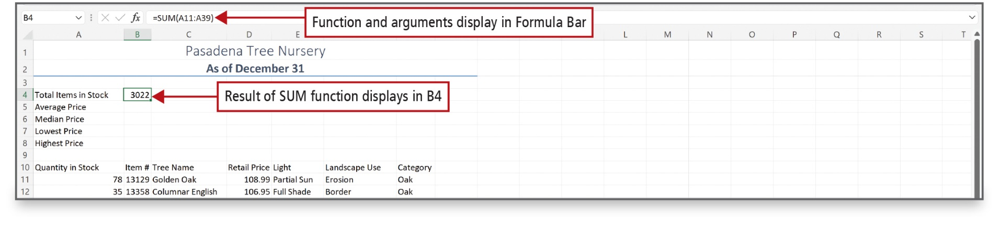 B4 fx =SUM(A11:A39)
Function and arguments display in Formula Bar
A B C D E L M N O P Q R S T
1 Pasadena Tree Nursery
2 As of December 31
3
4 Total Items in Stock 3022
Result of SUM function displays in B4
5 Average Price
6 Median Price
7 Lowest Price
8 Highest Price
9
10 Quantity in Stock Item # Tree Name Retail Price Light Landscape Use Category
11 78 13129 Golden Oak 108.99 Partial Sun Erosion Oak
12 35 13358 Columnar English 106.95 Full Shade Border Oak